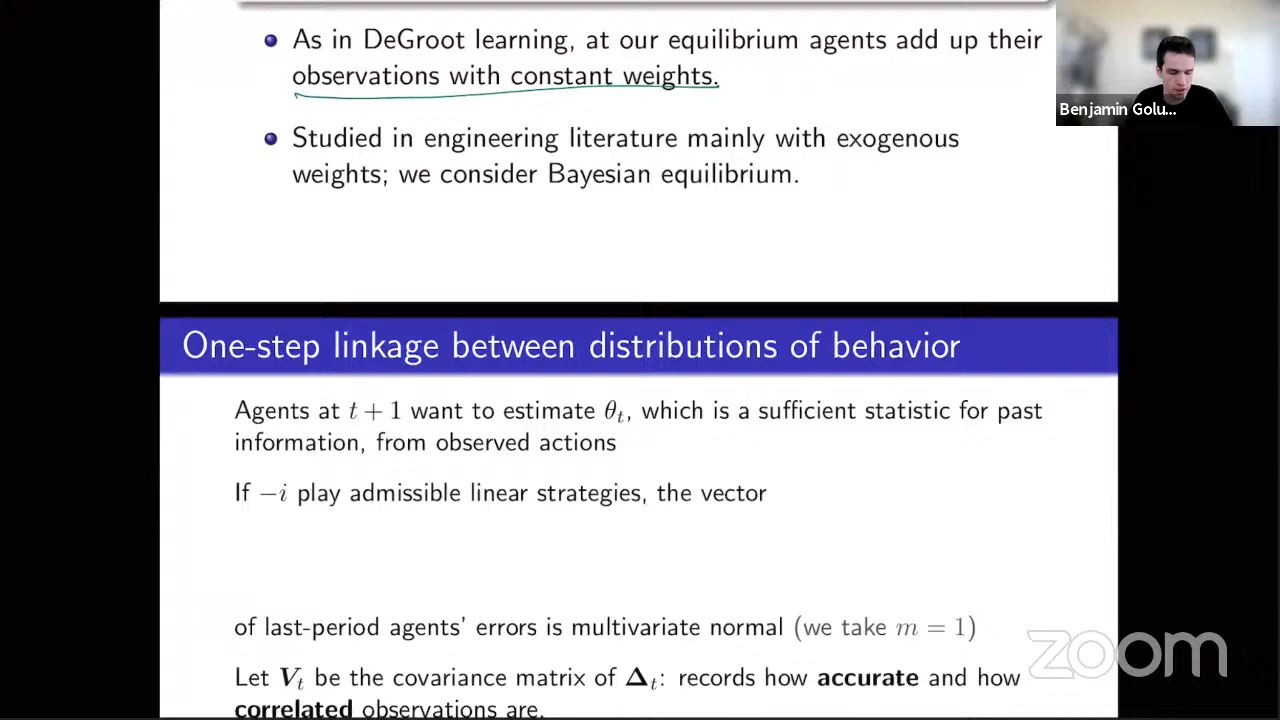 As in DeGroot learning, at our equilibrium agents add up their
observations with constant weights.
Studied in engineering literature mainly with exogenous
weights; we consider Bayesian equilibrium.
Benjamin Golu...
One-step linkage between distributions of behavior
Agents at t + 1 want to estimate θt, which is a sufficient statistic for past
information, from observed actions
If −i play admissible linear strategies, the vector
of last-period agents' errors is multivariate normal (we take m = 1)
Let Vt be the covariance matrix of Δt: records how accurate and how
correlated observations are.
zoom